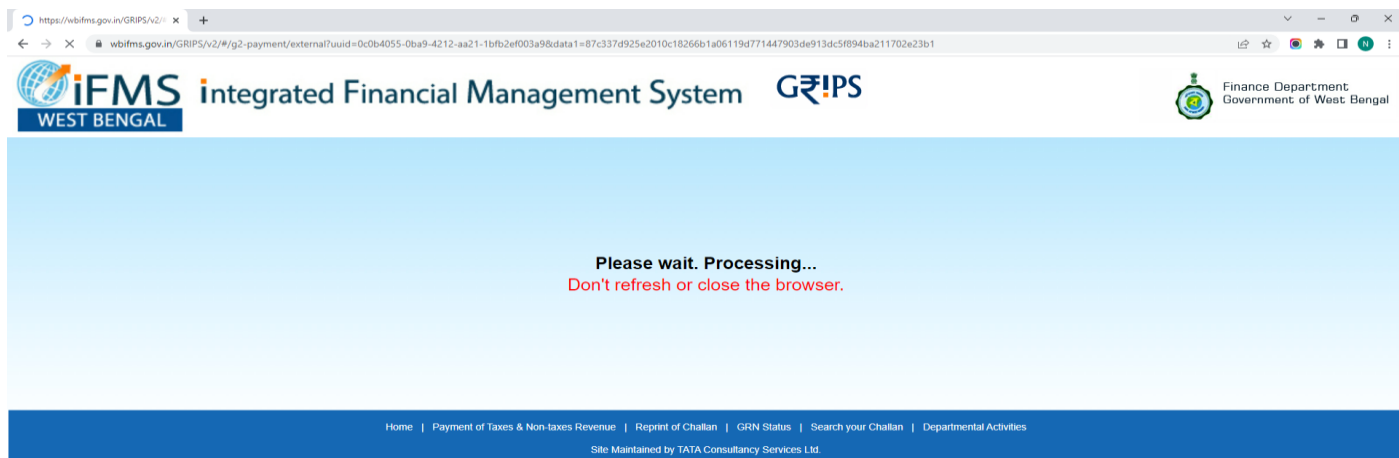 https://wbifms.gov.in/GRIPS/v2/
wbifms.gov.in/GRIPS/v2/#/g2-payment/external?uuid=0c0b4055-0ba9-4212-aa21-1bfb2ef003a9&data1=87c337d925e2010c18266b1a06119d771447903de913dc5f894ba211702e23b1
N
iFMS
WEST BENGAL
integrated Financial Management System
G₹!PS
Finance Department
Government of West Bengal
Please wait. Processing...
Don't refresh or close the browser.
Home | Payment of Taxes & Non-taxes Revenue | Reprint of Challan | GRN Status | Search your Challan | Departmental Activities
Site Maintained by TATA Consultancy Services Ltd.